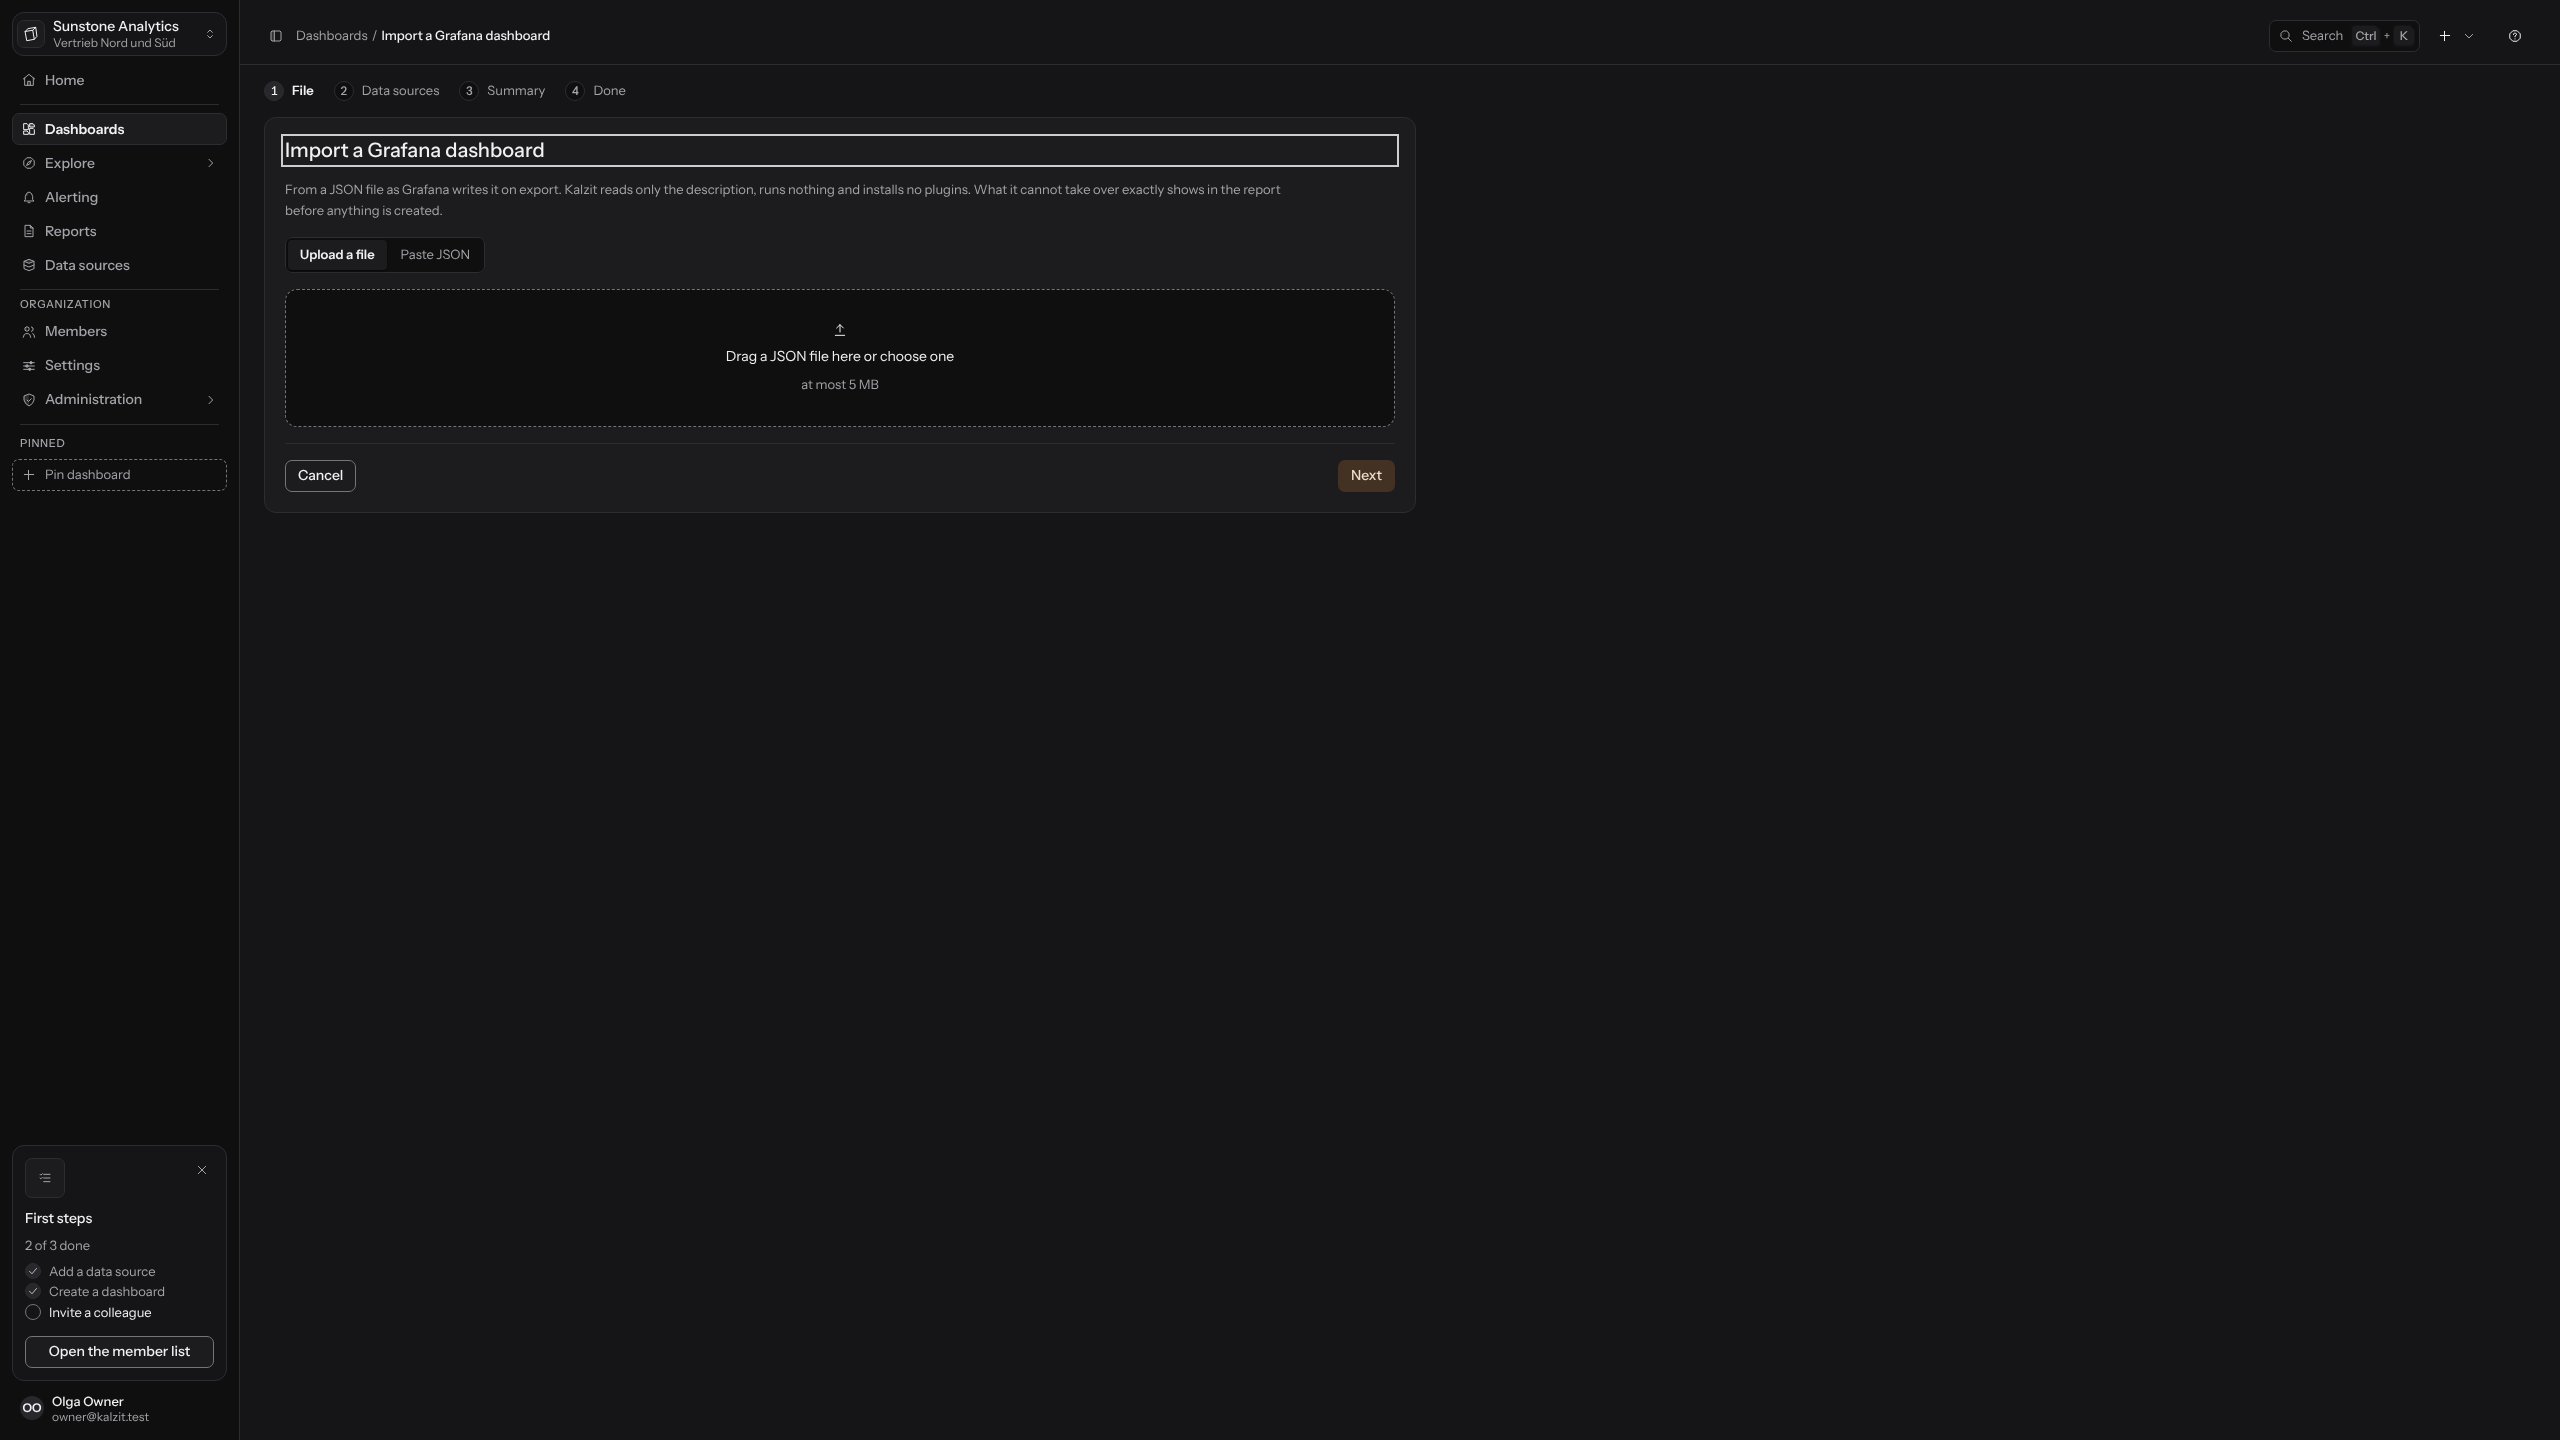 Sunstone Analytics
Vertrieb Nord und Süd
Home
Dashboards
Explore
Alerting
Reports
Data sources
ORGANIZATION
Members
Settings
Administration
PINNED
Pin dashboard
First steps
2 of 3 done
Add a data source
Create a dashboard
Invite a colleague
Open the member list
OO
Olga Owner
owner@kalzit.test
Dashboards / Import a Grafana dashboard
Search Ctrl + K
1 File 2 Data sources 3 Summary 4 Done
Import a Grafana dashboard
From a JSON file as Grafana writes it on export. Kalzit reads only the description, runs nothing and installs no plugins. What it cannot take over exactly shows in the report
before anything is created.
Upload a file Paste JSON
Drag a JSON file here or choose one
at most 5 MB
Cancel Next